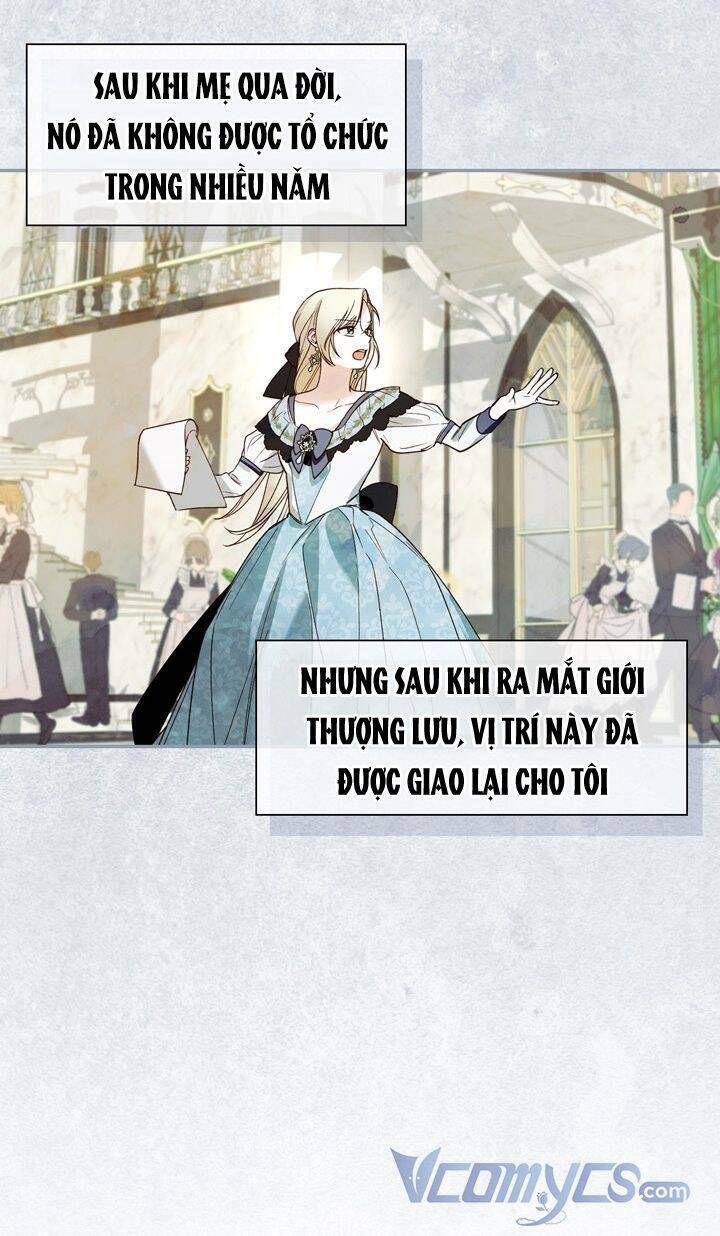 SAU KHI MẸ QUA ĐỜI,
NÓ ĐÃ KHÔNG ĐƯỢC TỔ CHỨC
TRONG NHIỀU NĂM
NHƯNG SAU KHI RA MẮT GIỚI
THƯỢNG LƯU, VỊ TRÍ NÀY ĐÃ
ĐƯỢC GIAO LẠI CHO TÔI
VCOMYCS.com